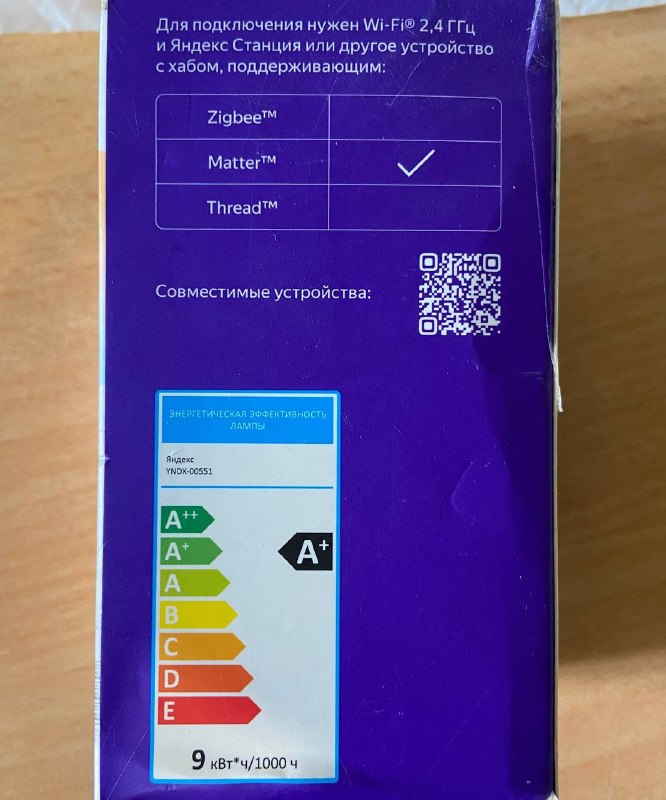 Для подключения нужен Wi-Fi® 2,4 ГГц
и Яндекс Станция или другое устройство
с хабом, поддерживающим:
Zigbee™
Matter™ ✓
Thread™
Совместимые устройства:
ЭНЕРГЕТИЧЕСКАЯ ЭФФЕКТИВНОСТЬ
ЛАМПЫ
Яндекс
YNDX-00551
A++
A+ A+
A
B
C
D
E
9 кВт*ч/1000 ч